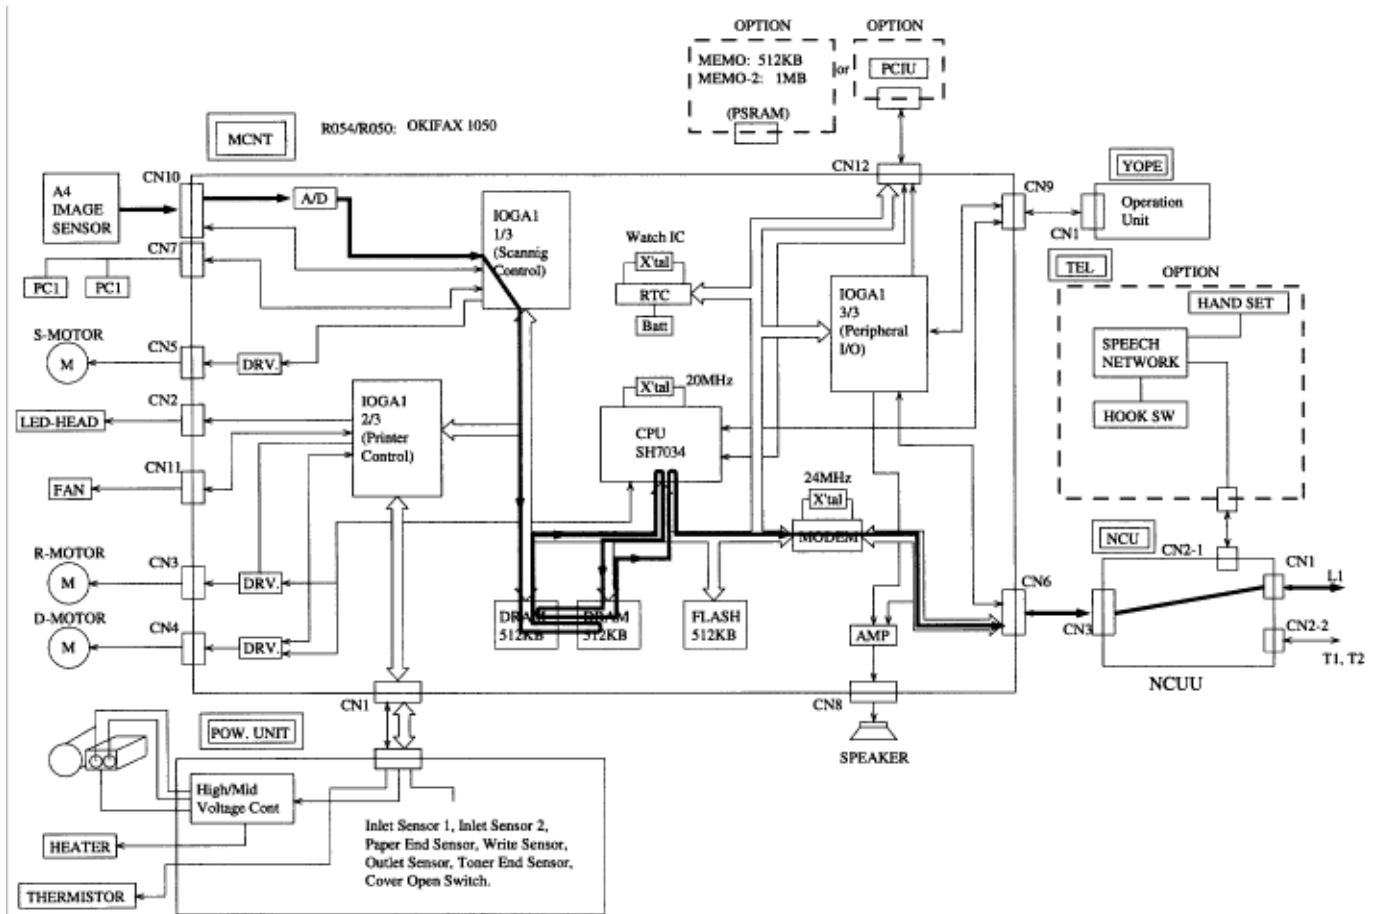 OPTION
OPTION
MEMO: 512KB
MEMO-2: 1MB
or
PCIU
(PSRAM)
MCNT
R054/R050: OKIFAX 1050
CN12
CN10
CN9
YOPE
A4
IMAGE
SENSOR
A/D
IOGA1
1/3
(Scannig
Control)
Operation
Unit
CN1
CN7
Watch IC
X'tal
RTC
Batt
TEL
OPTION
PC1
PC1
HAND SET
IOGA1
3/3
(Peripheral
I/O)
S-MOTOR
M
CN5
DRV.
SPEECH
NETWORK
HOOK SW
X'tal
20MHz
CN2
LED-HEAD
IOGA1
2/3
(Printer
Control)
CPU
SH7034
CN11
FAN
24MHz
X'tal
MODEM
NCU
CN2-1
CN1
L1
R-MOTOR
M
CN3
DRV.
CN6
CN3
D-MOTOR
M
CN4
DRV.
DRAM
512KB
DRAM
512KB
FLASH
512KB
AMP
CN2-2
T1, T2
NCUU
CN1
CN8
SPEAKER
POW. UNIT
High/Mid
Voltage Cont
Inlet Sensor 1, Inlet Sensor 2,
Paper End Sensor, Write Sensor,
Outlet Sensor, Toner End Sensor,
Cover Open Switch.
HEATER
THERMISTOR